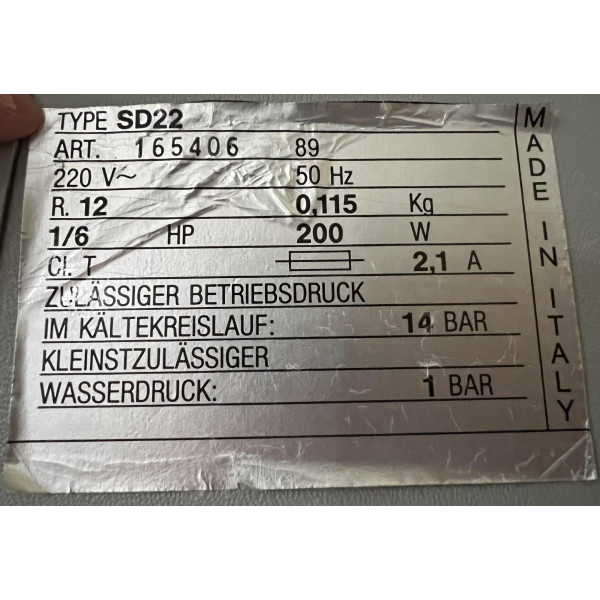 TYPE SD22
ART. 165406 89
220 V~ 50 Hz
R. 12 0,115 Kg
1/6 HP 200 W
Cl. T 2,1 A
ZULÄSSIGER BETRIEBSDRUCK
IM KÄLTEKREISLAUF: 14 BAR
KLEINSTZULÄSSIGER
WASSERDRUCK: 1 BAR
MADE IN ITALY